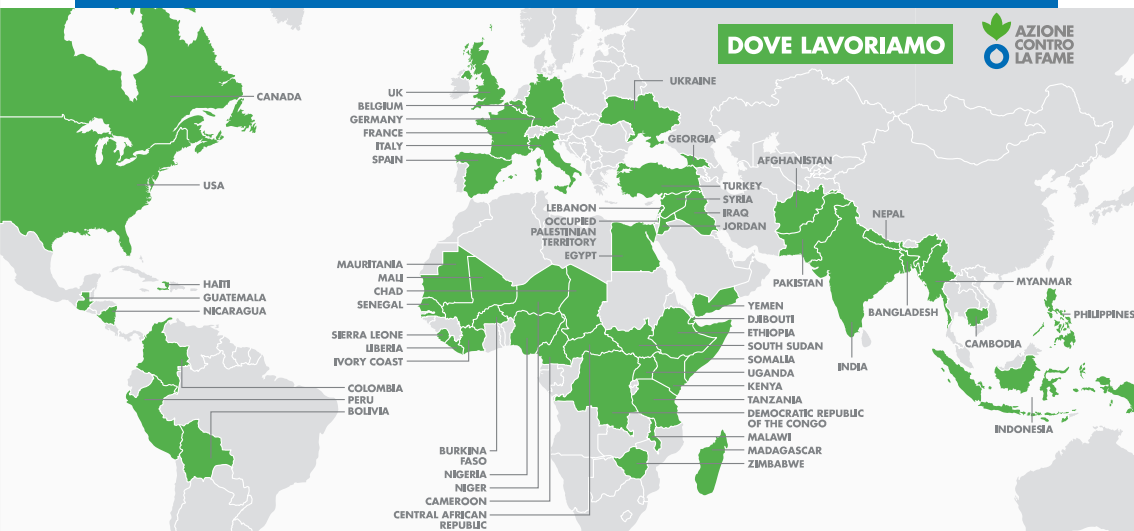 DOVE LAVORIAMO
AZIONE
CONTRO
LA FAME
CANADA
USA
HAITI
GUATEMALA
NICARAGUA
COLOMBIA
PERU
BOLIVIA
UK
BELGIUM
GERMANY
FRANCE
ITALY
SPAIN
UKRAINE
GEORGIA
TURKEY
SYRIA
IRAQ
JORDAN
LEBANON
OCCUPIED
PALESTINIAN
TERRITORY
EGYPT
MAURITANIA
MALI
CHAD
SENEGAL
SIERRA LEONE
LIBERIA
IVORY COAST
BURKINA
FASO
NIGERIA
NIGER
CAMEROON
CENTRAL AFRICAN
REPUBLIC
YEMEN
DJIBOUTI
ETHIOPIA
SOUTH SUDAN
SOMALIA
UGANDA
KENYA
TANZANIA
DEMOCRATIC REPUBLIC
OF THE CONGO
MALAWI
MADAGASCAR
ZIMBABWE
AFGHANISTAN
NEPAL
PAKISTAN
BANGLADESH
INDIA
MYANMAR
PHILIPPINES
CAMBODIA
INDONESIA